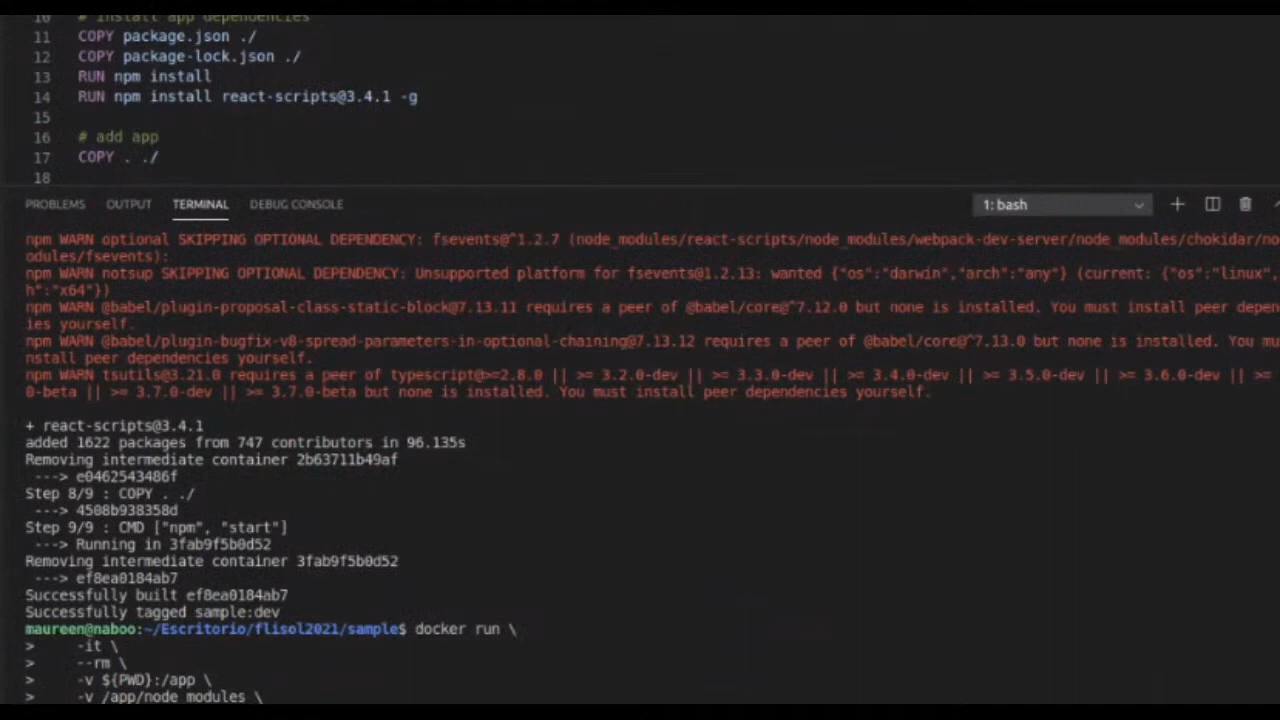 10 # install app dependencies
11 COPY package.json ./
12 COPY package-lock.json ./
13 RUN npm install
14 RUN npm install react-scripts@3.4.1 -g
15
16 # add app
17 COPY . ./
18
PROBLEMS OUTPUT TERMINAL DEBUG CONSOLE 1: bash
npm WARN optional SKIPPING OPTIONAL DEPENDENCY: fsevents@^1.2.7 (node_modules/react-scripts/node_modules/webpack-dev-server/node_modules/chokidar/no
odules/fsevents):
npm WARN notsup SKIPPING OPTIONAL DEPENDENCY: Unsupported platform for fsevents@1.2.13: wanted {"os":"darwin","arch":"any"} (current: {"os":"linux",
h":"x64"})
npm WARN @babel/plugin-proposal-class-static-block@7.13.11 requires a peer of @babel/core@^7.12.0 but none is installed. You must install peer depen
ies yourself.
npm WARN @babel/plugin-bugfix-v8-spread-parameters-in-optional-chaining@7.13.12 requires a peer of @babel/core@^7.13.0 but none is installed. You mu
nstall peer dependencies yourself.
npm WARN tsutils@3.21.0 requires a peer of typescript@>=2.8.0 || >= 3.2.0-dev || >= 3.3.0-dev || >= 3.4.0-dev || >= 3.5.0-dev || >= 3.6.0-dev || >=
0-beta || >= 3.7.0-dev || >= 3.7.0-beta but none is installed. You must install peer dependencies yourself.
+ react-scripts@3.4.1
added 1622 packages from 747 contributors in 96.135s
Removing intermediate container 2b63711b49af
---> e0462543486f
Step 8/9 : COPY . ./
---> 4508b938358d
Step 9/9 : CMD ["npm", "start"]
---> Running in 3fab9f5b0d52
Removing intermediate container 3fab9f5b0d52
---> ef8ea0184ab7
Successfully built ef8ea0184ab7
Successfully tagged sample:dev
maureen@naboo:~/Escritorio/flisol2021/sample$ docker run \
> -it \
> --rm \
> -v ${PWD}:/app \
> -v /app/node_modules \